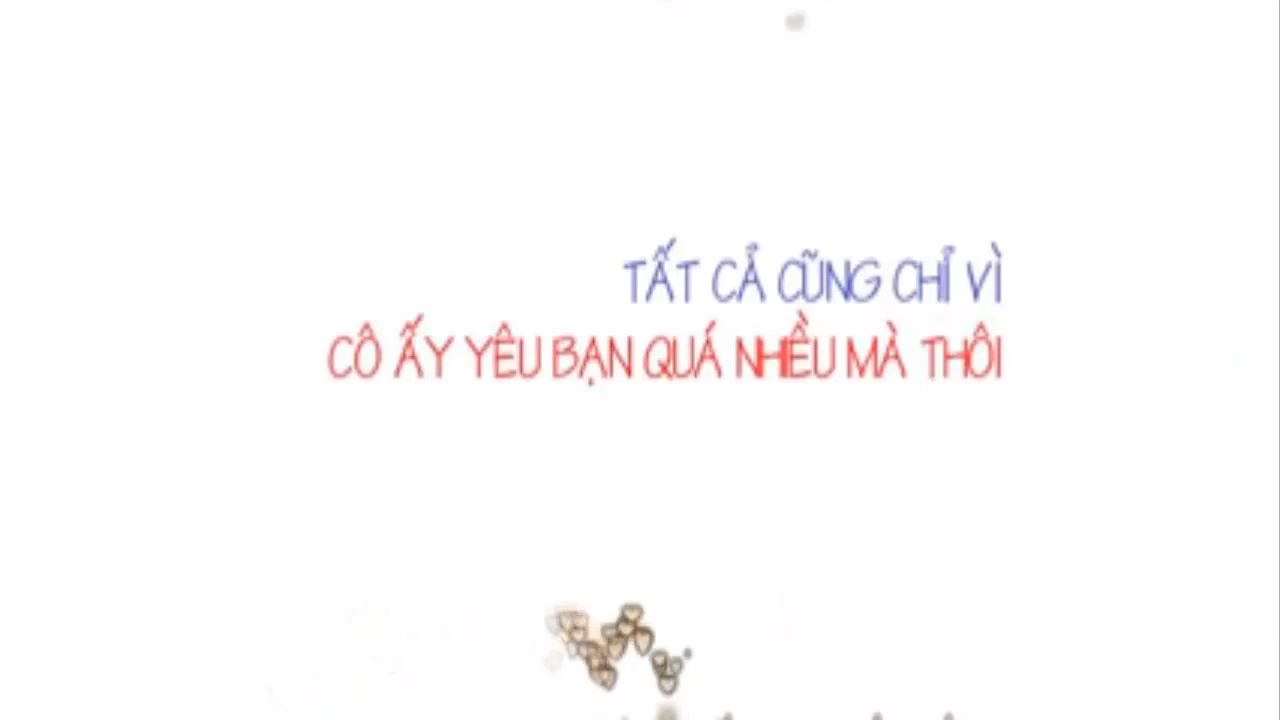 TẤT CẢ CŨNG CHỈ VÌ
CÔ ẤY YÊU BẠN QUÁ NHIỀU MÀ THÔI